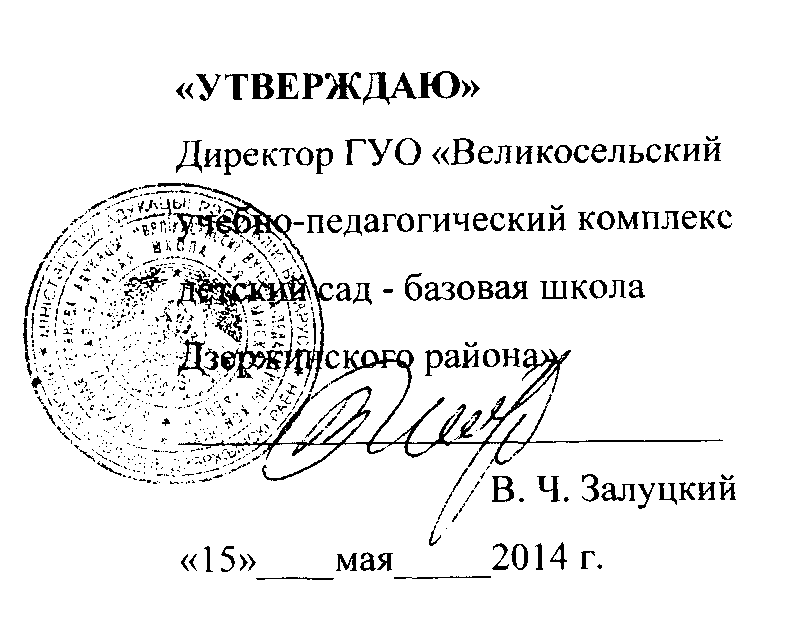 «УТВЕРЖДАЮ»
Директор ГУО «Великосельский
учебно-педагогический комплекс
детский сад - базовая школа
Дзержинского района»
В. Ч. Залуцкий
«15»____мая_____2014 г.